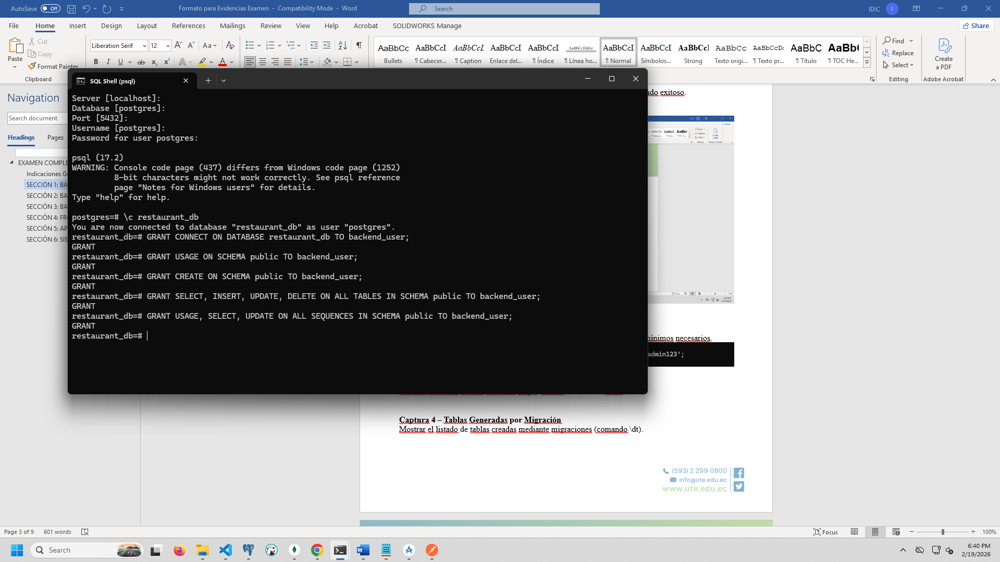 AutoSave Off
Formato para Evidencias Examen - Compatibility Mode - Word
Search
IDIC
I
File Home Insert Design Layout References Mailings Review View Help Acrobat SOLIDWORKS Manage
Share
Paste
Cut
Copy
Format Painter
Clipboard
Liberation Serif 12
AaBbCc AaBbCcI AaBbCcI AaBbCcI AaBbCcI AaBbCcDdEe AaBbCcI AaBbCcI AaBbCcI AaBbCc AaBbCcDc AaBbC AaBb(
Bullets ¶ Cabecer... ¶ Caption Enlace del... ¶ Índice ¶ Línea ho... ¶ Normal Símbolos... Strong Texto origi... ¶ Texto pr... ¶ Título ¶ TOC He...
Find
Replace
Select
Editing
Create
a PDF
Adobe Acrobat
Navigation
Search document
Headings Pages
EXAMEN COMPLE
Indicaciones Ge
SECCIÓN 1: BA
SECCIÓN 2: BA
SECCIÓN 3: BA
SECCIÓN 4: FR
SECCIÓN 5: AP
SECCIÓN 6: SIS
SQL Shell (psql)
Server [localhost]:
Database [postgres]:
Port [5432]:
Username [postgres]:
Password for user postgres:
psql (17.2)
WARNING: Console code page (437) differs from Windows code page (1252)
8-bit characters might not work correctly. See psql reference
page "Notes for Windows users" for details.
Type "help" for help.
postgres=# \c restaurant_db
You are now connected to database "restaurant_db" as user "postgres".
restaurant_db=# GRANT CONNECT ON DATABASE restaurant_db TO backend_user;
GRANT
restaurant_db=# GRANT USAGE ON SCHEMA public TO backend_user;
GRANT
restaurant_db=# GRANT CREATE ON SCHEMA public TO backend_user;
GRANT
restaurant_db=# GRANT SELECT, INSERT, UPDATE, DELETE ON ALL TABLES IN SCHEMA public TO backend_user;
GRANT
restaurant_db=# GRANT USAGE, SELECT, UPDATE ON ALL SEQUENCES IN SCHEMA public TO backend_user;
GRANT
restaurant_db=#
ado exitoso.
mínimos necesarios.
admin123';
Captura 4 – Tablas Generadas por Migración
Mostrar el listado de tablas creadas mediante migraciones (comando \dt).
(593) 2 299-0800
info@ute.edu.ec
www.ute.edu.ec
Page 3 of 9 601 words
Focus
100%
Search
6:40 PM
2/19/2026